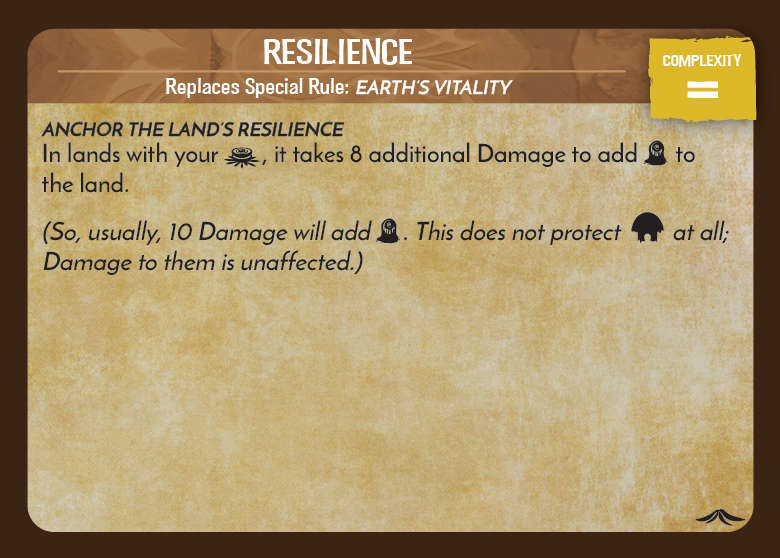 RESILIENCE
Replaces Special Rule: EARTH'S VITALITY
COMPLEXITY
=
ANCHOR THE LAND'S RESILIENCE
In lands with your , it takes 8 additional Damage to add to
the land.
(So, usually, 10 Damage will add . This does not protect at all;
Damage to them is unaffected.)